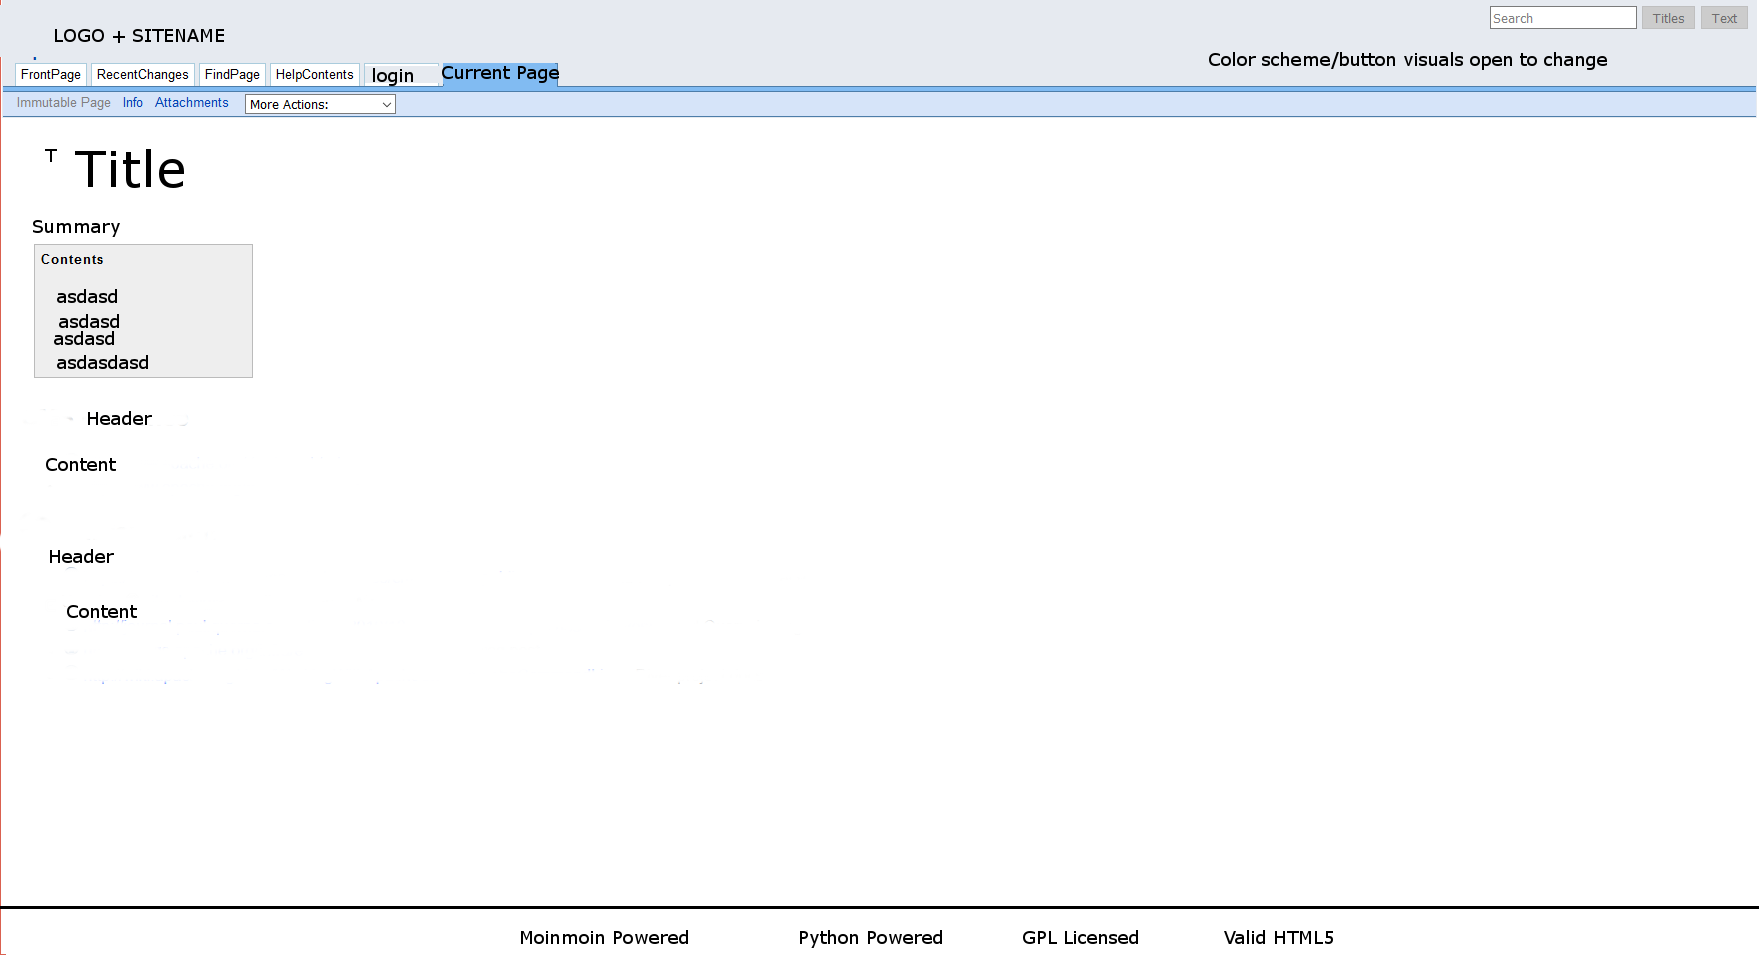 LOGO + SITENAME
Search Titles Text
Color scheme/button visuals open to change
FrontPage RecentChanges FindPage HelpContents login Current Page
Immutable Page Info Attachments More Actions:
T Title
Summary
Contents
asdasd
asdasd
asdasd
asdasdasd
Header
Content
Header
Content
Moinmoin Powered Python Powered GPL Licensed Valid HTML5